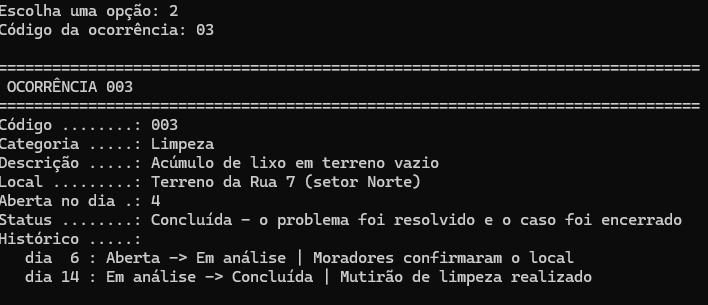 Escolha uma opção: 2
Código da ocorrência: 03
==============================================================================
OCORRÊNCIA 003
==============================================================================
Código ........: 003
Categoria .....: Limpeza
Descrição .....: Acúmulo de lixo em terreno vazio
Local .........: Terreno da Rua 7 (setor Norte)
Aberta no dia .: 4
Status ........: Concluída - o problema foi resolvido e o caso foi encerrado
Histórico .....:
dia  6 : Aberta -> Em análise | Moradores confirmaram o local
dia 14 : Em análise -> Concluída | Mutirão de limpeza realizado